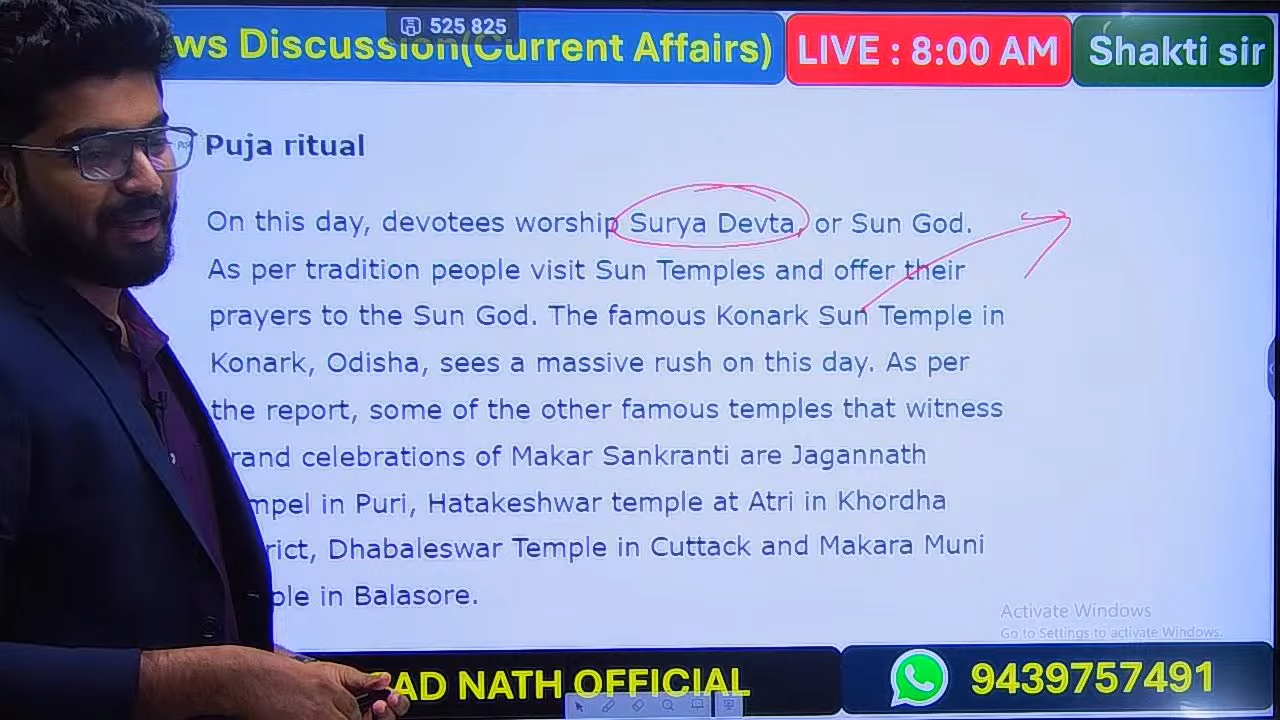 525 825
ws Discussion(Current Affairs)
LIVE : 8:00 AM
Shakti sir
Puja ritual
On this day, devotees worship Surya Devta, or Sun God.
As per tradition people visit Sun Temples and offer their
prayers to the Sun God. The famous Konark Sun Temple in
Konark, Odisha, sees a massive rush on this day. As per
the report, some of the other famous temples that witness
rand celebrations of Makar Sankranti are Jagannath
mpel in Puri, Hatakeshwar temple at Atri in Khordha
rict, Dhabaleswar Temple in Cuttack and Makara Muni
ple in Balasore.
Activate Windows
Go to Settings to activate Windows.
AD NATH OFFICIAL
9439757491